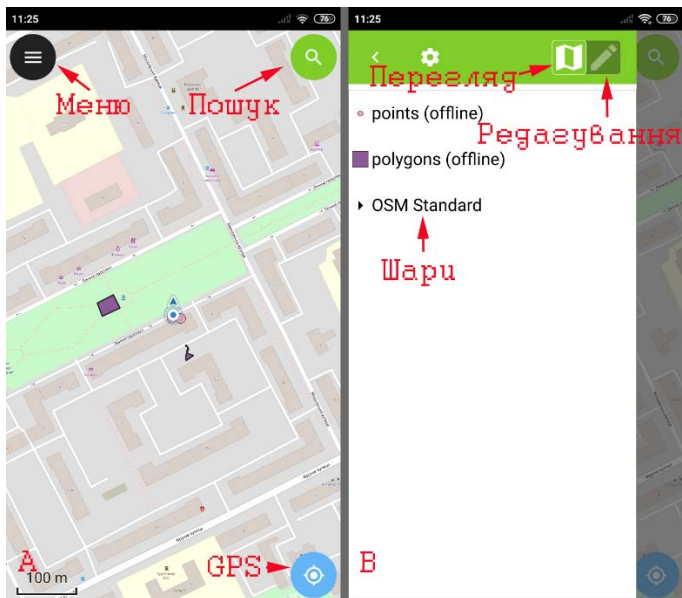 11:25
76
Меню
Пошук
GPS
А
100 m
11:25
76
Перегляд
Редагування
points (offline)
polygons (offline)
OSM Standard
Шари
В